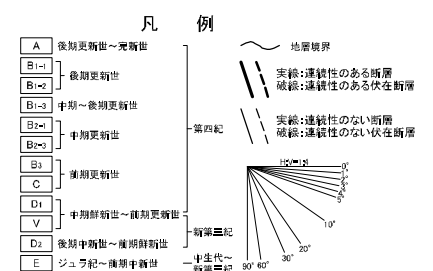 凡 例
A 後期更新世～完新世
B1-1
B1-2
後期更新世
B1-3 中期～後期更新世
B2-1
B2-3
中期更新世
B3
C
前期更新世
D1
V
中期鮮新世～前期更新世
D2 後期中新世～前期鮮新世
E ジュラ紀～前期中新世
第四紀
新第三紀
中生代～
新第三紀
地層境界
実線:連続性のある断層
破線:連続性のある伏在断層
実線:連続性のない断層
破線:連続性のない伏在断層
H:V=1:4
0°
1°
2°
3°
4°
5°
10°
20°
30°
60°
90°